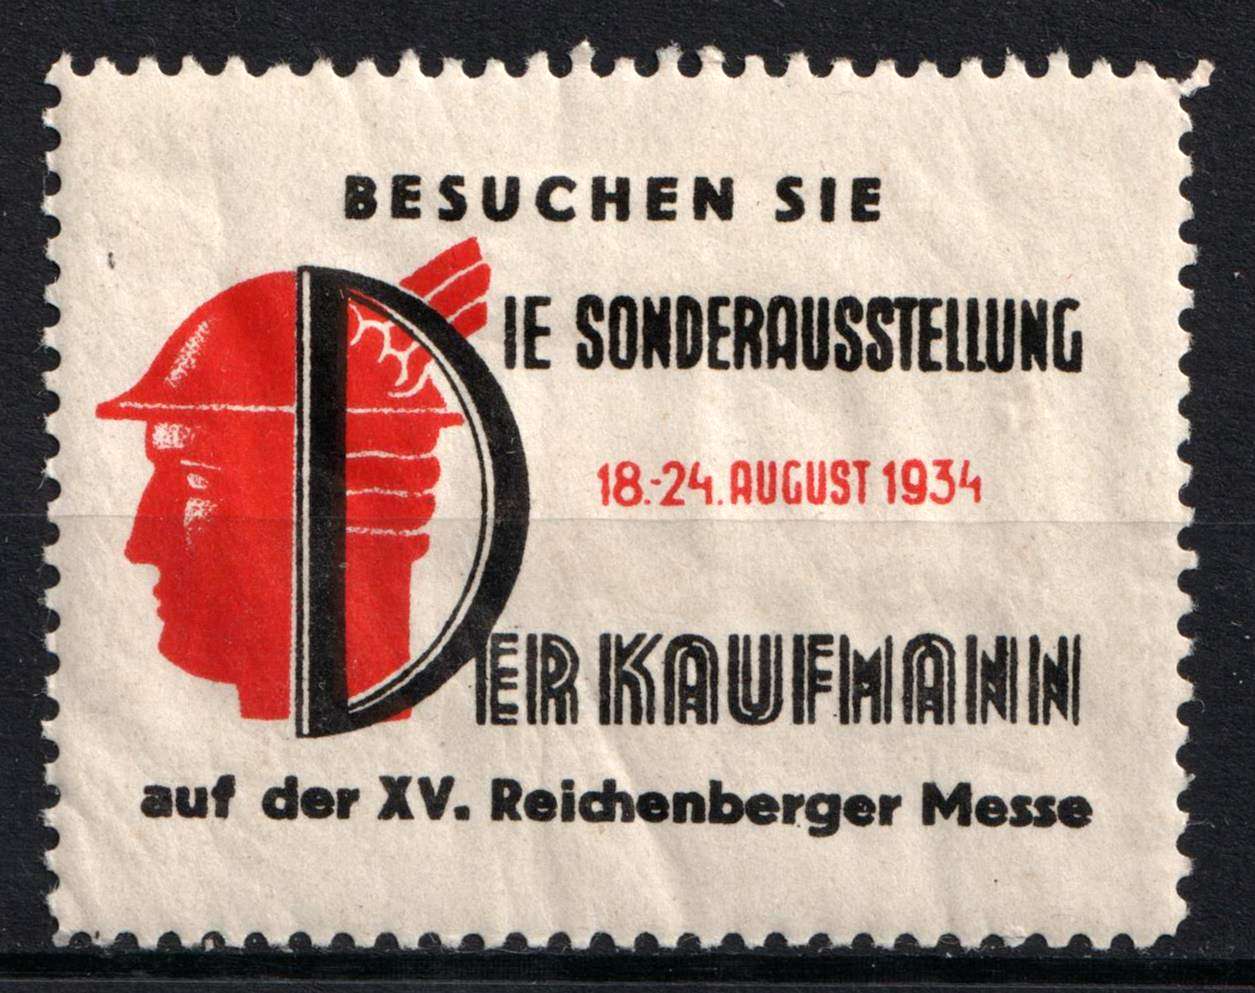 BESUCHEN SIE
DIE SONDERAUSSTELLUNG
18.-24. AUGUST 1934
DER KAUFMANN
auf der XV. Reichenberger Messe